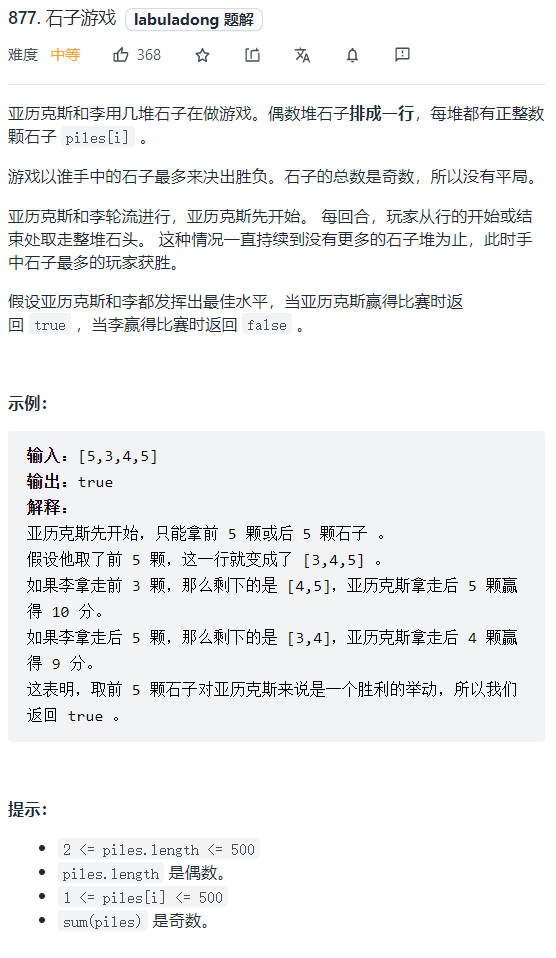 877. 石子游戏 labuladong 题解
难度 中等 368
亚历克斯和李用几堆石子在做游戏。偶数堆石子排成一行，每堆都有正整数
颗石子 piles[i] 。
游戏以谁手中的石子最多来决出胜负。石子的总数是奇数，所以没有平局。
亚历克斯和李轮流进行，亚历克斯先开始。 每回合，玩家从行的开始或结
束处取走整堆石头。 这种情况一直持续到没有更多的石子堆为止，此时手
中石子最多的玩家获胜。
假设亚历克斯和李都发挥出最佳水平，当亚历克斯赢得比赛时返
回 true ，当李赢得比赛时返回 false 。
示例：
输入：[5,3,4,5]
输出：true
解释：
亚历克斯先开始，只能拿前 5 颗或后 5 颗石子 。
假设他取了前 5 颗，这一行就变成了 [3,4,5] 。
如果李拿走前 3 颗，那么剩下的是 [4,5]，亚历克斯拿走后 5 颗赢
得 10 分。
如果李拿走后 5 颗，那么剩下的是 [3,4]，亚历克斯拿走后 4 颗赢
得 9 分。
这表明，取前 5 颗石子对亚历克斯来说是一个胜利的举动，所以我们
返回 true 。
提示：
2 <= piles.length <= 500
piles.length 是偶数。
1 <= piles[i] <= 500
sum(piles) 是奇数。